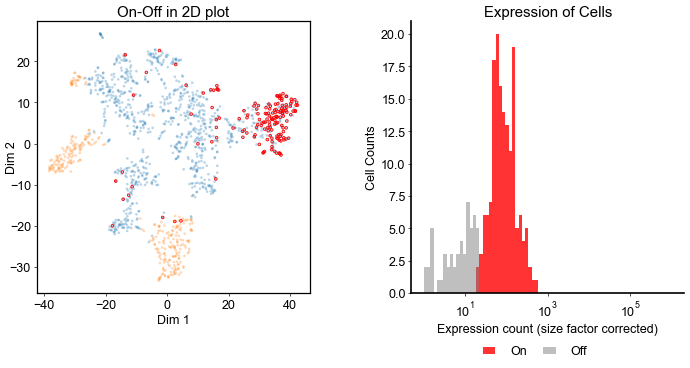 On-Off in 2D plot
Dim 2
20
10
0
−10
−20
−30
−40
−20
0
20
40
Dim 1
Expression of Cells
Cell Counts
20.0
17.5
15.0
12.5
10.0
7.5
5.0
2.5
0.0
10¹
10³
10⁵
Expression count (size factor corrected)
On
Off